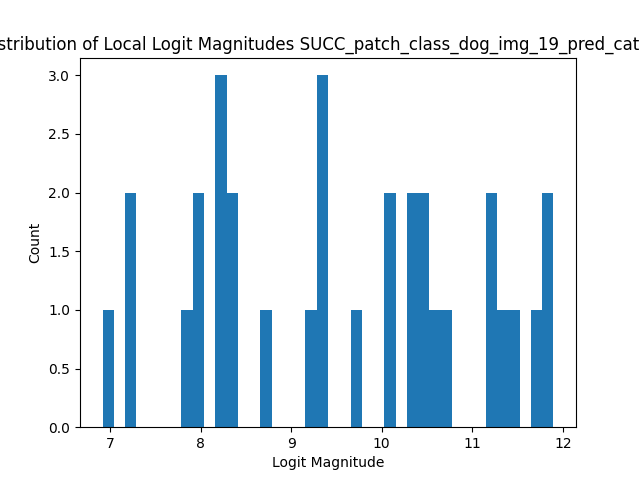 stribution of Local Logit Magnitudes SUCC_patch_class_dog_img_19_pred_cat
3.0
2.5
2.0
1.5
1.0
0.5
0.0
Count
7 8 9 10 11 12
Logit Magnitude